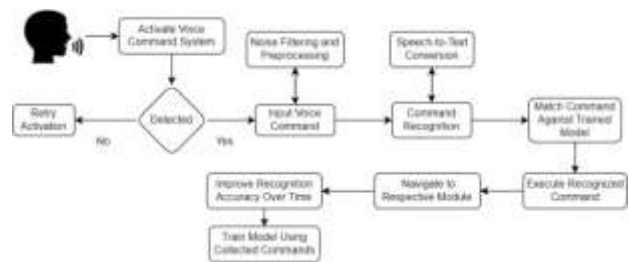 Activate Voice
Command System
Noise Filtering and
Preprocessing
Speech-to-Text
Conversion
Retry
Activation
No
Detected
Yes
Input Voice
Command
Command
Recognition
Match Command
Against Trained
Model
Improve Recognition
Accuracy Over Time
Navigate to
Respective Module
Execute Recognized
Command
Train Model Using
Collected Commands